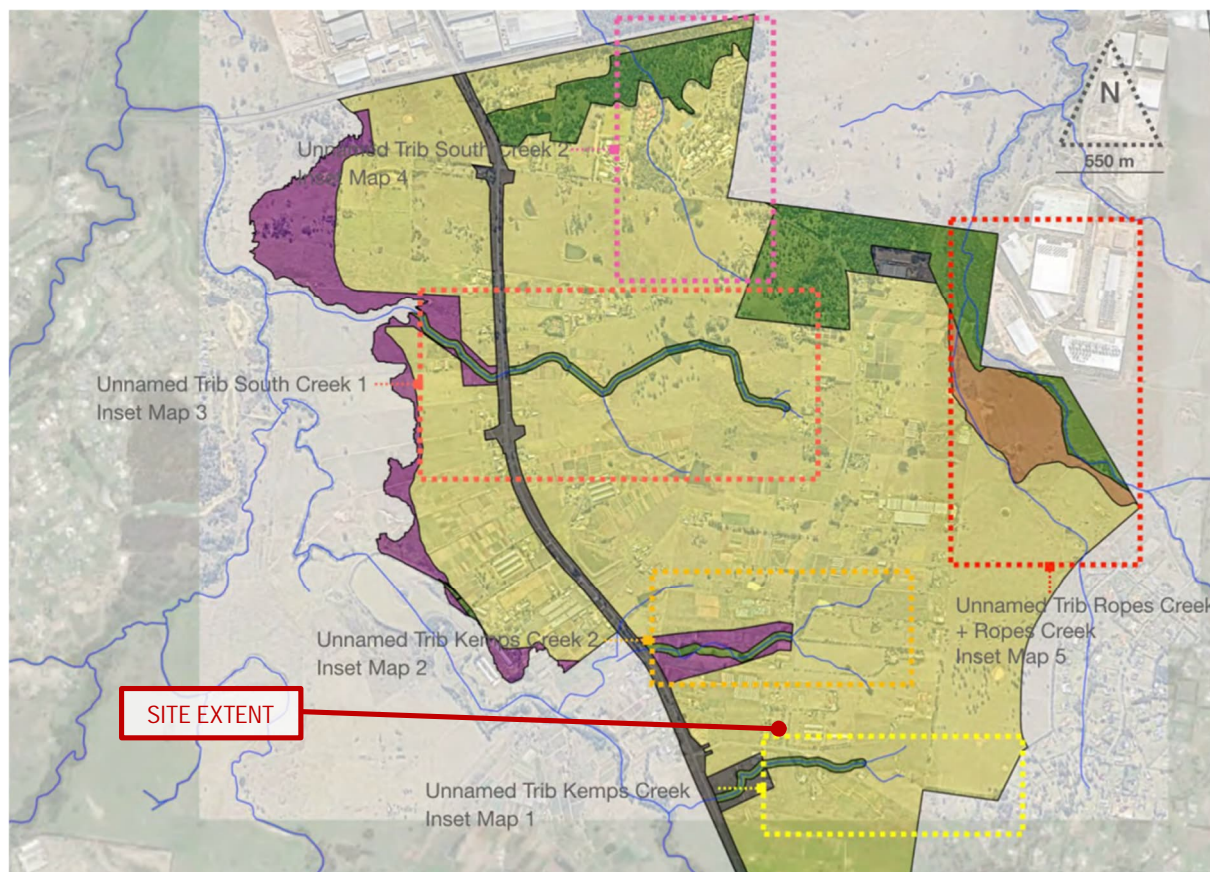 N
550 m
Unnamed Trib South Creek 2
Inset Map 4
Unnamed Trib South Creek 1
Inset Map 3
Unnamed Trib Ropes Creek
+ Ropes Creek
Inset Map 5
Unnamed Trib Kemps Creek 2
Inset Map 2
SITE EXTENT
Unnamed Trib Kemps Creek
Inset Map 1